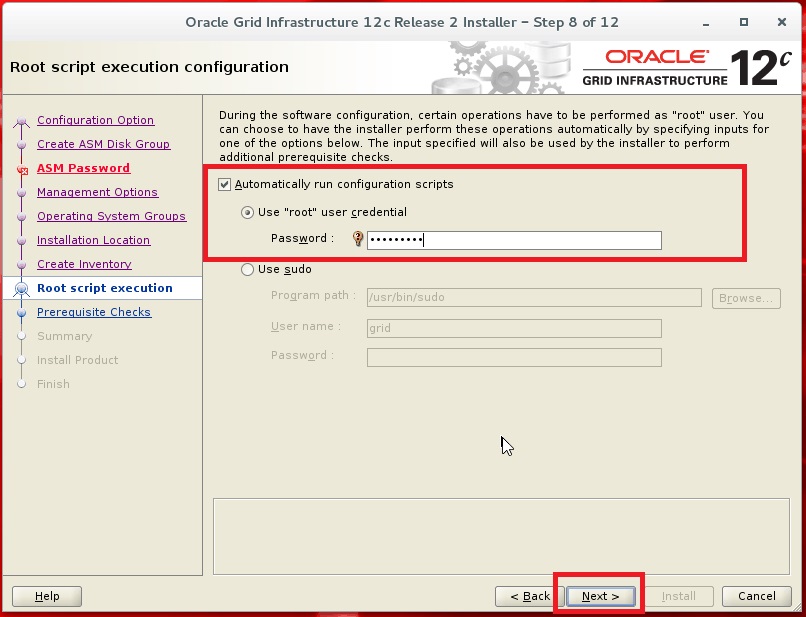 Oracle Grid Infrastructure 12c Release 2 Installer – Step 8 of 12
Root script execution configuration
ORACLE®
GRID INFRASTRUCTURE 12c
Configuration Option
Create ASM Disk Group
ASM Password
Management Options
Operating System Groups
Installation Location
Create Inventory
Root script execution
Prerequisite Checks
Summary
Install Product
Finish
During the software configuration, certain operations have to be performed as "root" user. You
can choose to have the installer perform these operations automatically by specifying inputs for
one of the options below. The input specified will also be used by the installer to perform
additional prerequisite checks.
Automatically run configuration scripts
Use "root" user credential
Password : •••••••••
Use sudo
Program path : /usr/bin/sudo Browse...
User name : grid
Password :
Help < Back Next > Install Cancel